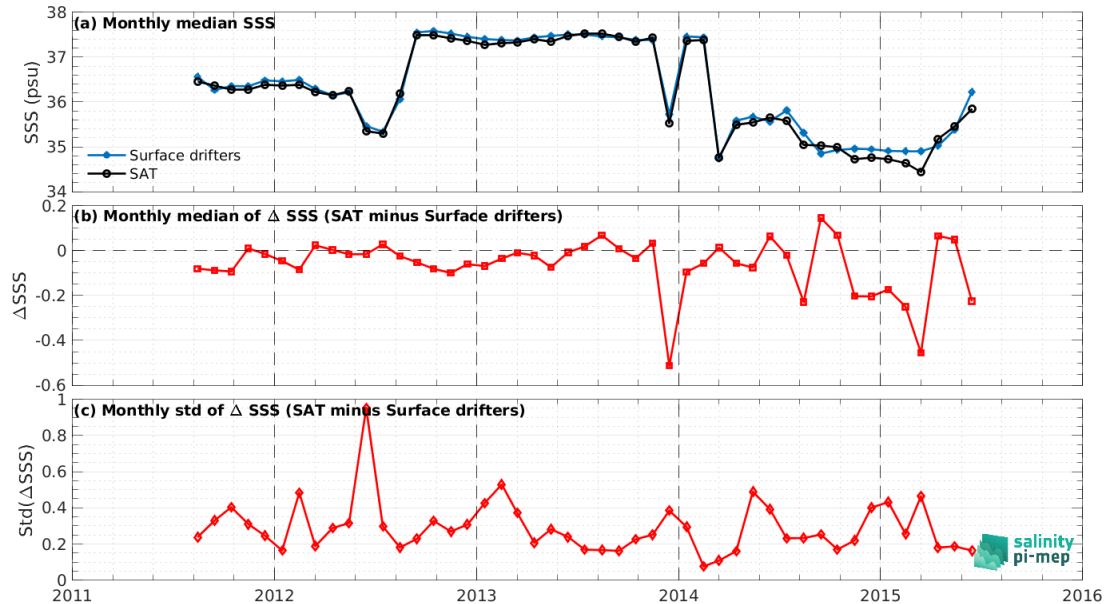 (a) Monthly median SSS
38
37
36
35
34
SSS (psu)
Surface drifters
SAT
(b) Monthly median of Δ SSS (SAT minus Surface drifters)
0.2
0
-0.2
-0.4
-0.6
ΔSSS
(c) Monthly std of Δ SSS (SAT minus Surface drifters)
1
0.8
0.6
0.4
0.2
0
Std(ΔSSS)
salinity
pi-mep
2011 2012 2013 2014 2015 2016